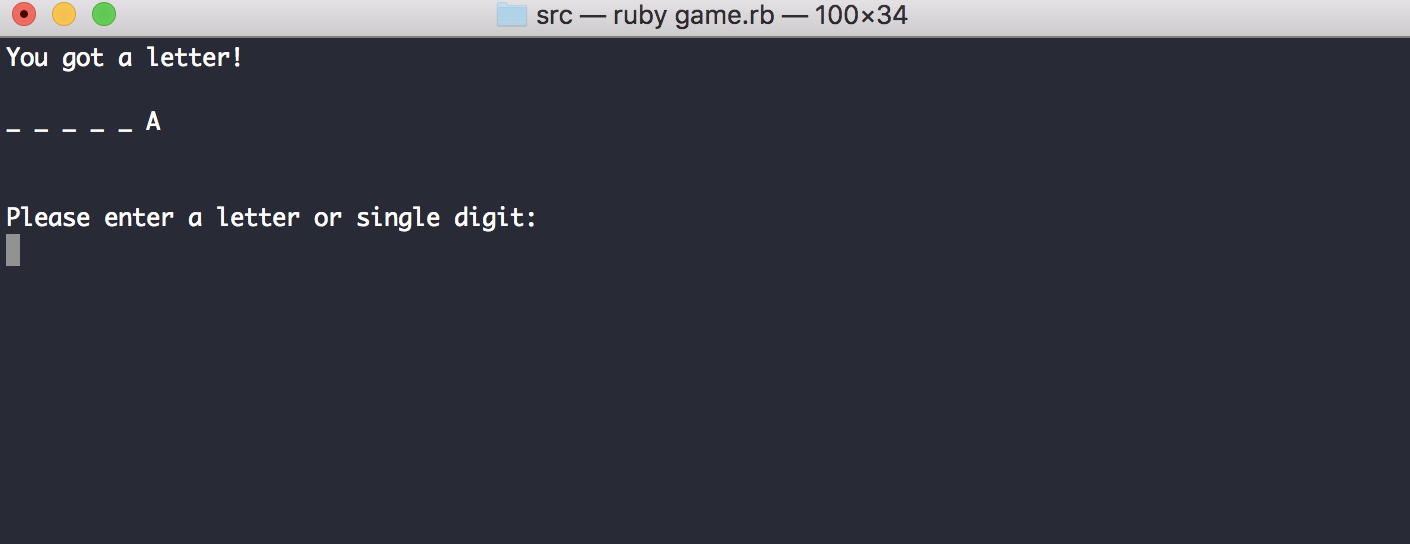 src — ruby game.rb — 100×34
You got a letter!
_ _ _ _ _ A
Please enter a letter or single digit: